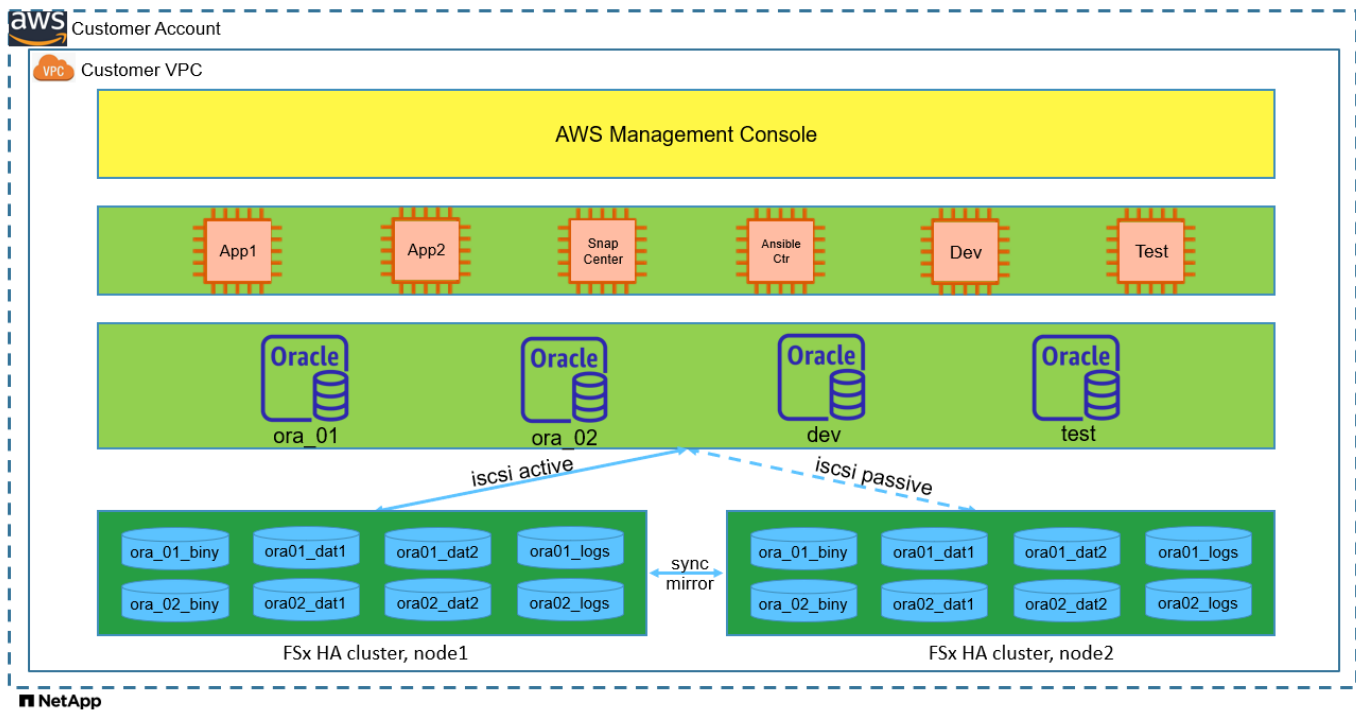 aws
Customer Account
VPC
Customer VPC
AWS Management Console
App1
App2
Snap
Center
Ansible
Ctr
Dev
Test
Oracle
ora_01
Oracle
ora_02
Oracle
dev
Oracle
test
iscsi active
iscsi passive
ora_01_biny
ora01_dat1
ora01_dat2
ora01_logs
ora_02_biny
ora02_dat1
ora02_dat2
ora02_logs
FSx HA cluster, node1
sync
mirror
ora_01_biny
ora01_dat1
ora01_dat2
ora01_logs
ora_02_biny
ora02_dat1
ora02_dat2
ora02_logs
FSx HA cluster, node2
NetApp